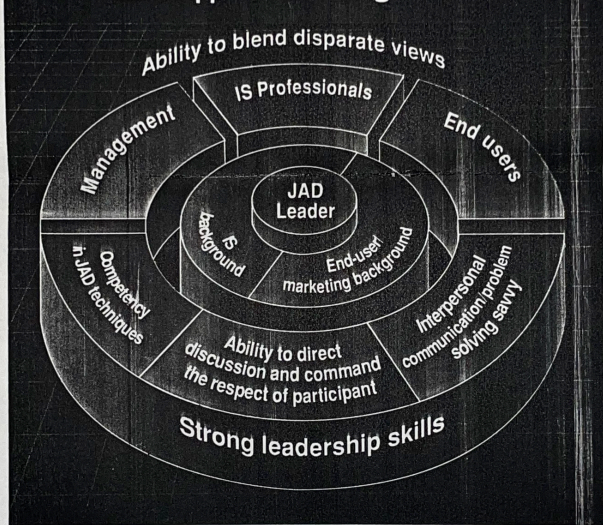 Ability to blend disparate views
IS Professionals
Management
End users
JAD
Leader
IS
background
End-user/
marketing background
Competency
in JAD techniques
Ability to direct
discussion and command
the respect of participant
Interpersonal
communication/problem
solving savvy
Strong leadership skills